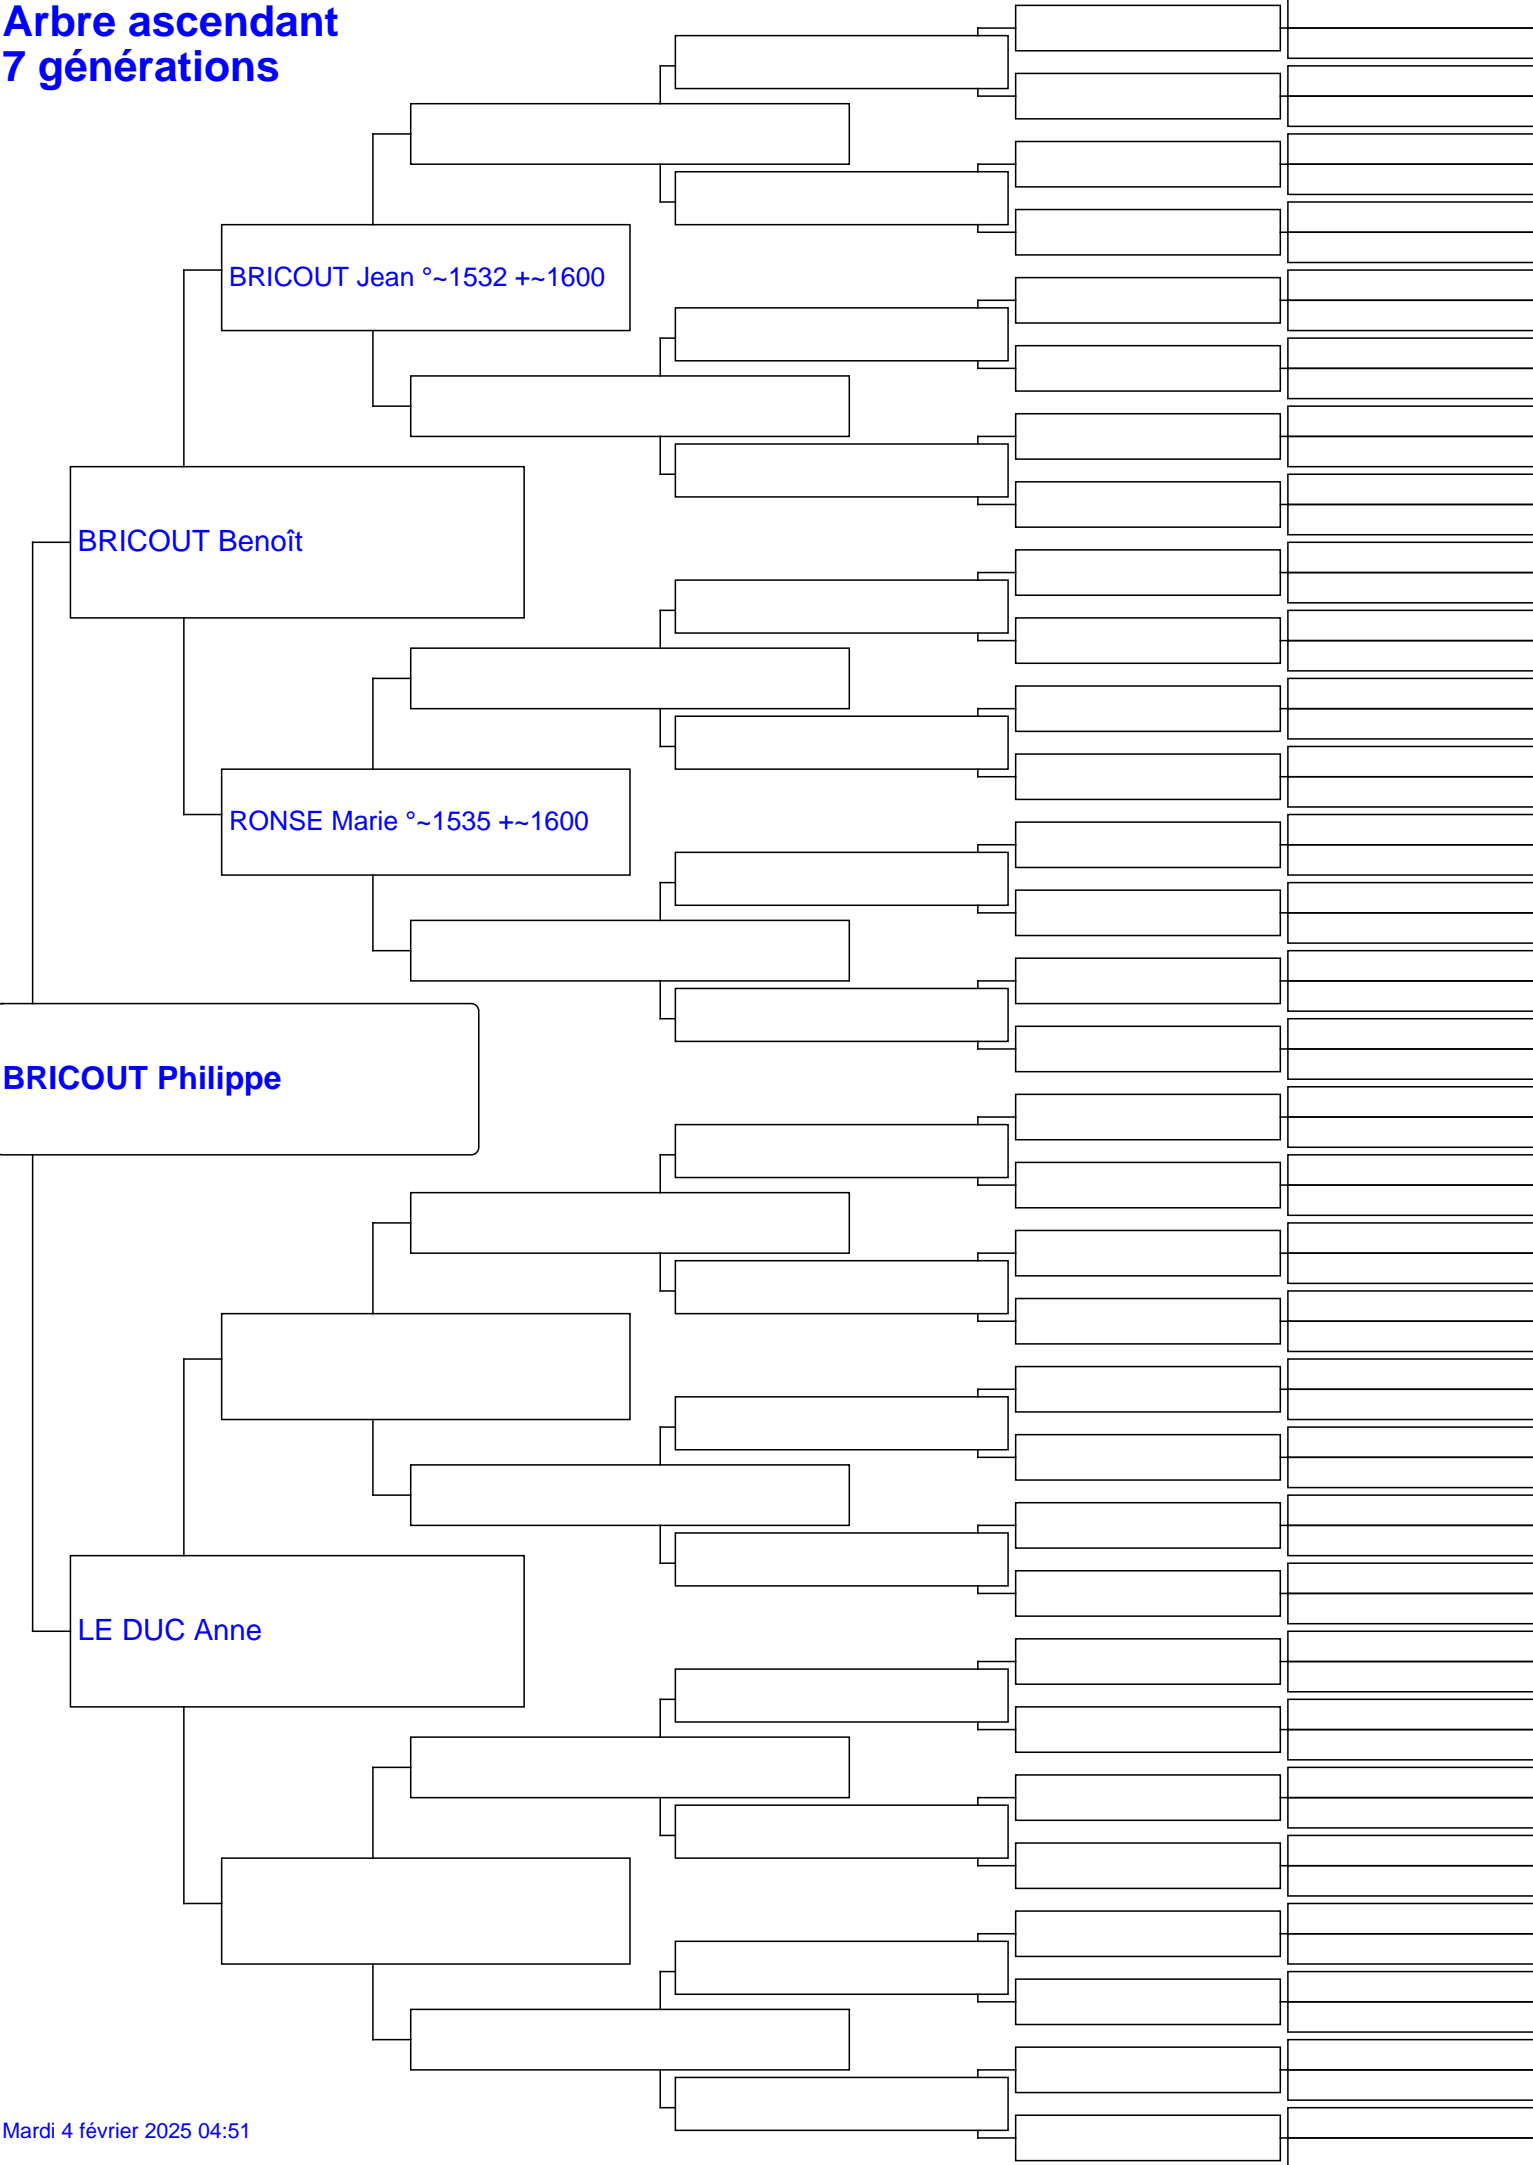 Arbre ascendant
7 générations
BRICOUT Jean °~1532 +~1600
BRICOUT Benoît
RONSE Marie °~1535 +~1600
BRICOUT Philippe
LE DUC Anne
Mardi 4 février 2025 04:51